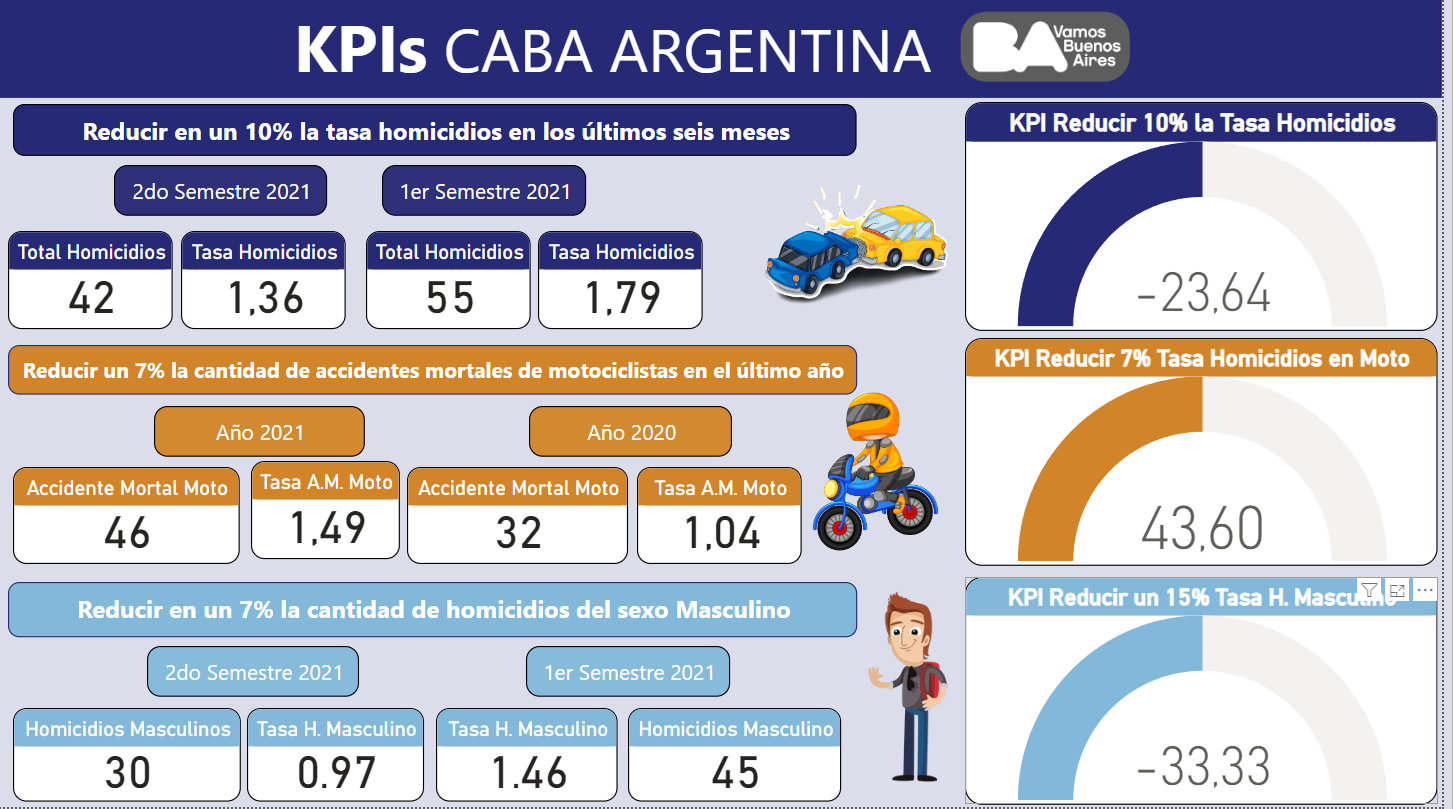 KPIs CABA ARGENTINA
Vamos
Buenos
Aires
BA
Reducir en un 10% la tasa homicidios en los últimos seis meses
2do Semestre 2021
1er Semestre 2021
Total Homicidios
Tasa Homicidios
Total Homicidios
Tasa Homicidios
42
1,36
55
1,79
KPI Reducir 10% la Tasa Homicidios
-23,64
Reducir un 7% la cantidad de accidentes mortales de motociclistas en el último año
Año 2021
Año 2020
Accidente Mortal Moto
Tasa A.M. Moto
Accidente Mortal Moto
Tasa A.M. Moto
46
1,49
32
1,04
KPI Reducir 7% Tasa Homicidios en Moto
43,60
Reducir en un 7% la cantidad de homicidios del sexo Masculino
2do Semestre 2021
1er Semestre 2021
Homicidios Masculinos
Tasa H. Masculino
Tasa H. Masculino
Homicidios Masculino
30
0.97
1.46
45
KPI Reducir un 15% Tasa H. Masculino
-33,33